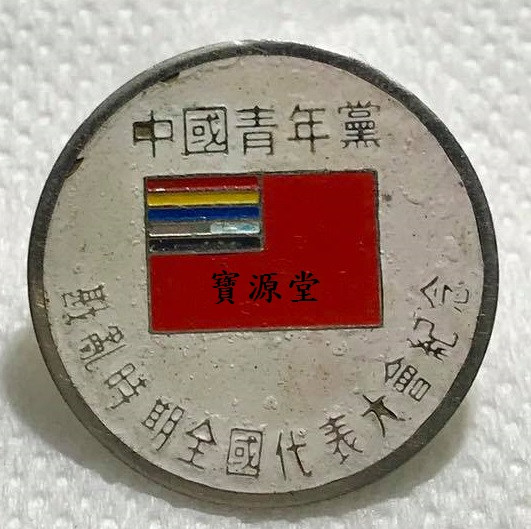 中國青年黨
寶源堂
戡亂時期全國代表大會紀念